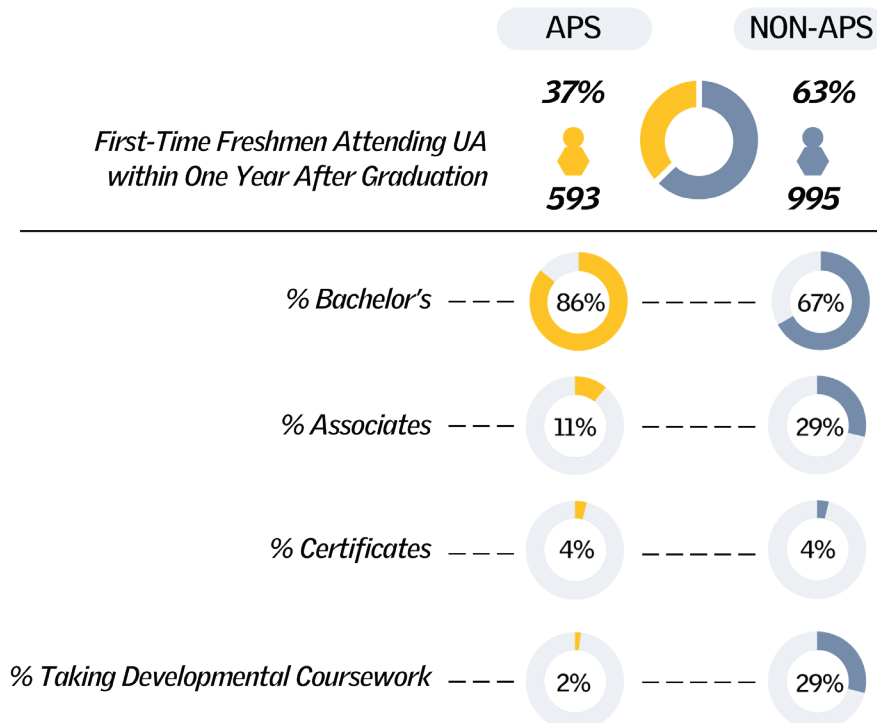 APS NON-APS
37% 63%
First-Time Freshmen Attending UA
within One Year After Graduation
593 995
% Bachelor's 86% 67%
% Associates 11% 29%
% Certificates 4% 4%
% Taking Developmental Coursework 2% 29%